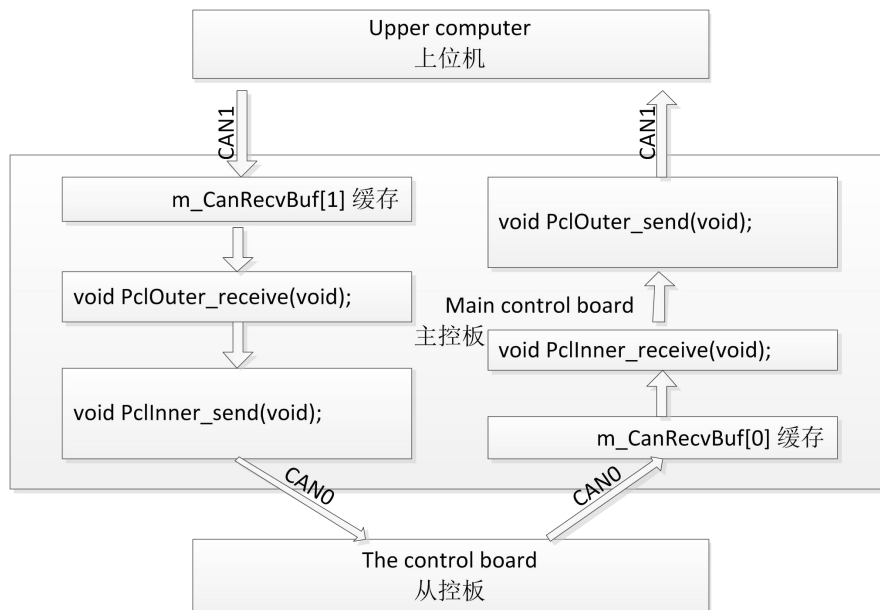 Upper computer
上位机
CAN1
CAN1
m_CanRecvBuf[1] 缓存
void PclOuter_send(void);
void PclOuter_receive(void);
Main control board
主控板
void PclInner_receive(void);
void PclInner_send(void);
m_CanRecvBuf[0] 缓存
CAN0
CAN0
The control board
从控板